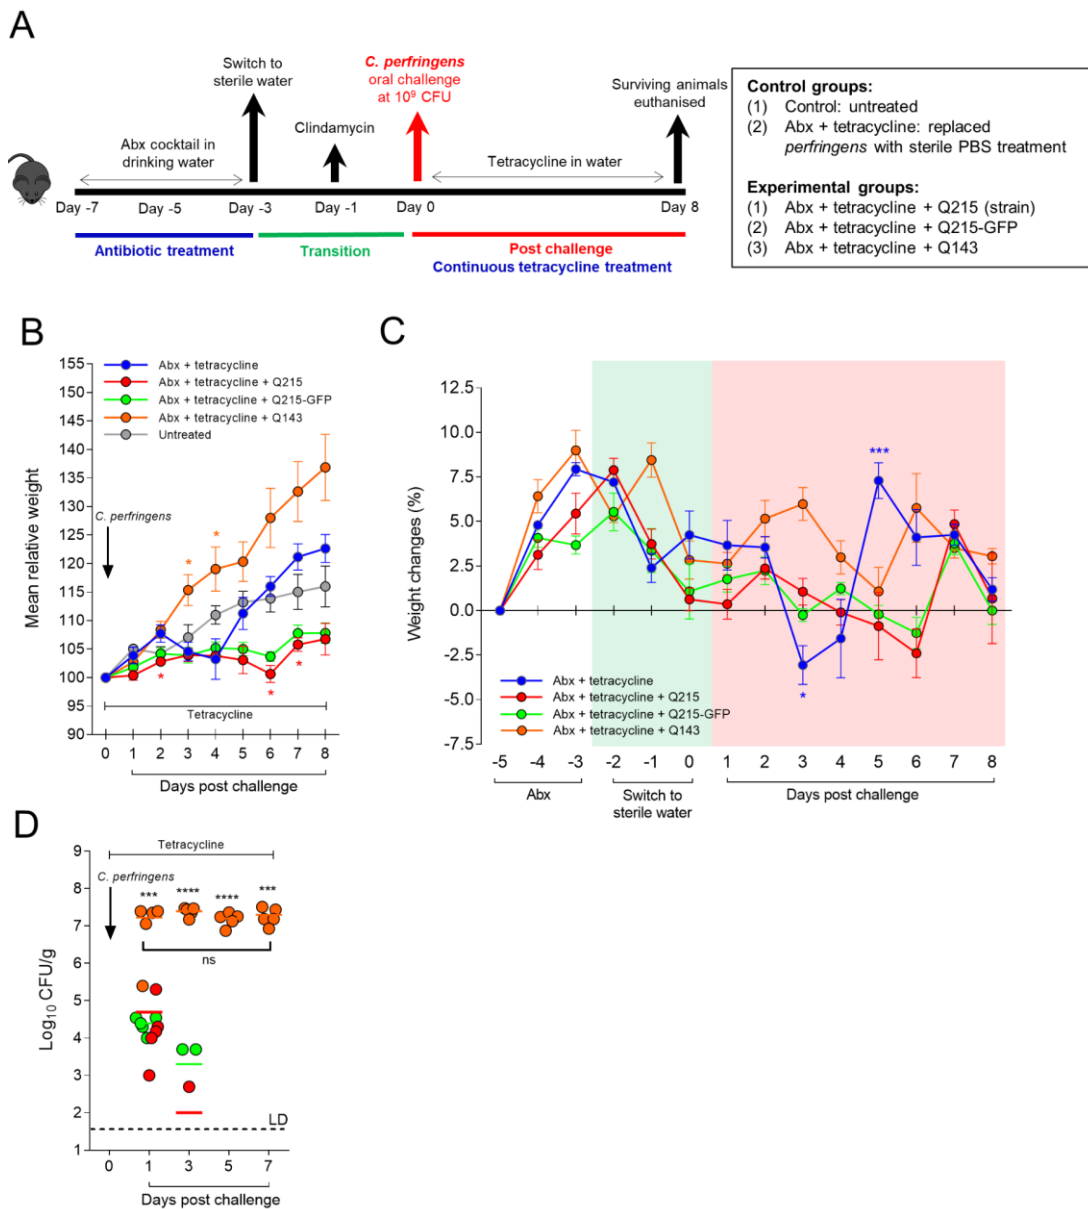 A
Switch to
sterile water
C. perfringens
oral challenge
at 10⁹ CFU
Surviving animals
euthanised
Abx cocktail in
drinking water
Clindamycin
Tetracycline in water
Day -7
Day -5
Day -3
Day -1
Day 0
Day 8
Antibiotic treatment
Transition
Post challenge
Continuous tetracycline treatment
Control groups:
(1) Control: untreated
(2) Abx + tetracycline: replaced
perfringens with sterile PBS treatment
Experimental groups:
(1) Abx + tetracycline + Q215 (strain)
(2) Abx + tetracycline + Q215-GFP
(3) Abx + tetracycline + Q143
B
155
150
145
140
135
130
125
120
115
110
105
100
95
90
Mean relative weight
Abx + tetracycline
Abx + tetracycline + Q215
Abx + tetracycline + Q215-GFP
Abx + tetracycline + Q143
Untreated
C. perfringens
*
*
*
*
*
Tetracycline
0 1 2 3 4 5 6 7 8
Days post challenge
C
12.5
10.0
7.5
5.0
2.5
0.0
-2.5
-5.0
-7.5
Weight changes (%)
***
*
Abx + tetracycline
Abx + tetracycline + Q215
Abx + tetracycline + Q215-GFP
Abx + tetracycline + Q143
-5 -4 -3 -2 -1 0 1 2 3 4 5 6 7 8
Abx
Switch to
sterile water
Days post challenge
D
Tetracycline
9
8
7
6
5
4
3
2
1
Log₁₀ CFU/g
C. perfringens
*** **** **** ***
ns
LD
0 1 3 5 7
Days post challenge